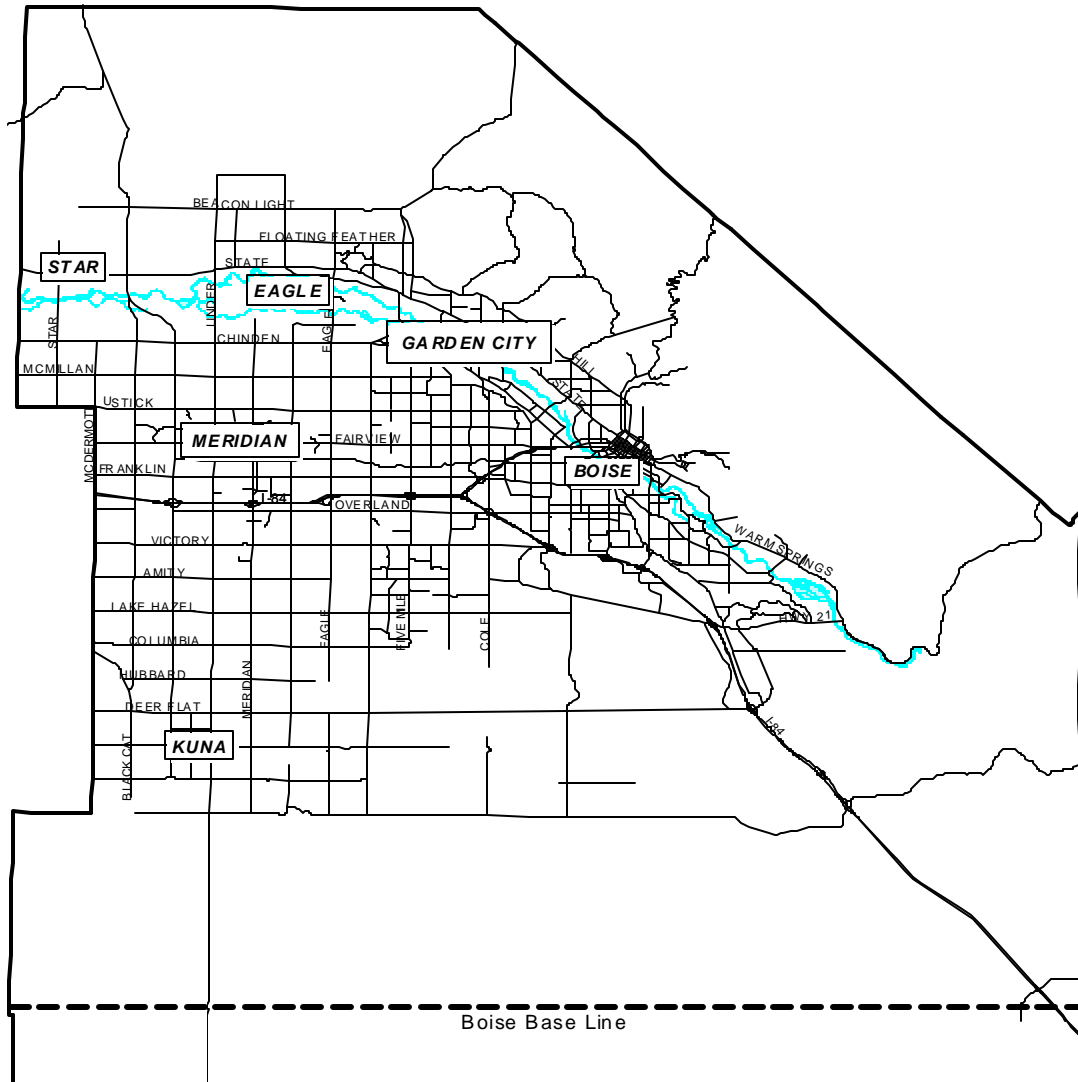 BEACON LIGHT
FLOATING FEATHER
STATE
STAR
EAGLE
LINDER
STAR
EAGLE
CHINDEN
GARDEN CITY
HILL
MCMILLAN
STATE
USTICK
MCDERMOT
MERIDIAN
FAIRVIEW
FRANKLIN
BOISE
I-84
OVERLAND
WARM SPRINGS
VICTORY
AMITY
LAKE HAZEL
EAGLE
FIVE MILE
COLE
HWY 21
COLUMBIA
HUBBARD
MERIDIAN
DEER FLAT
I-84
KUNA
BLACK CAT
Boise Base Line